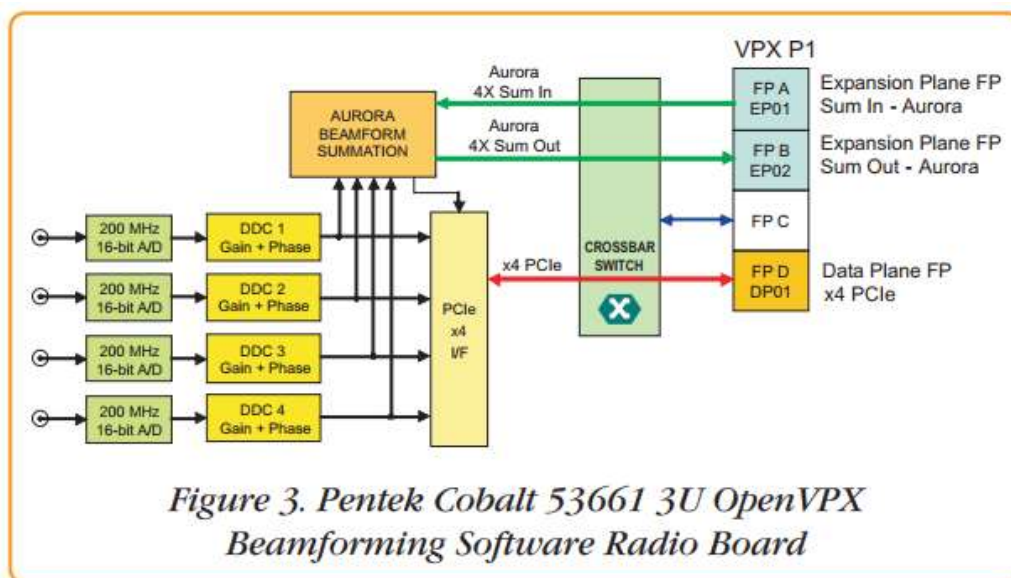 VPX P1
Aurora
4X Sum In
FP A
EP01
Expansion Plane FP
Sum In - Aurora
AURORA
BEAMFORM
SUMMATION
Aurora
4X Sum Out
FP B
EP02
Expansion Plane FP
Sum Out - Aurora
FP C
200 MHz
16-bit A/D
DDC 1
Gain + Phase
CROSSBAR
SWITCH
x4 PCIe
FP D
DP01
Data Plane FP
x4 PCIe
200 MHz
16-bit A/D
DDC 2
Gain + Phase
PCIe
x4
I/F
200 MHz
16-bit A/D
DDC 3
Gain + Phase
200 MHz
16-bit A/D
DDC 4
Gain + Phase
Figure 3. Pentek Cobalt 53661 3U OpenVPX
Beamforming Software Radio Board